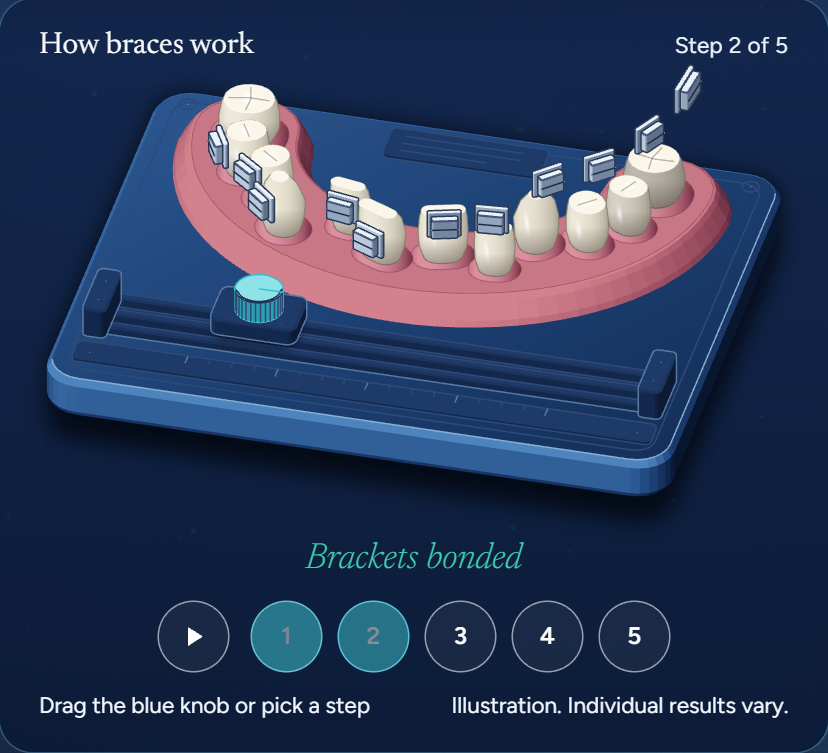 How braces work
Step 2 of 5
Brackets bonded
1
2
3
4
5
Drag the blue knob or pick a step
Illustration. Individual results vary.